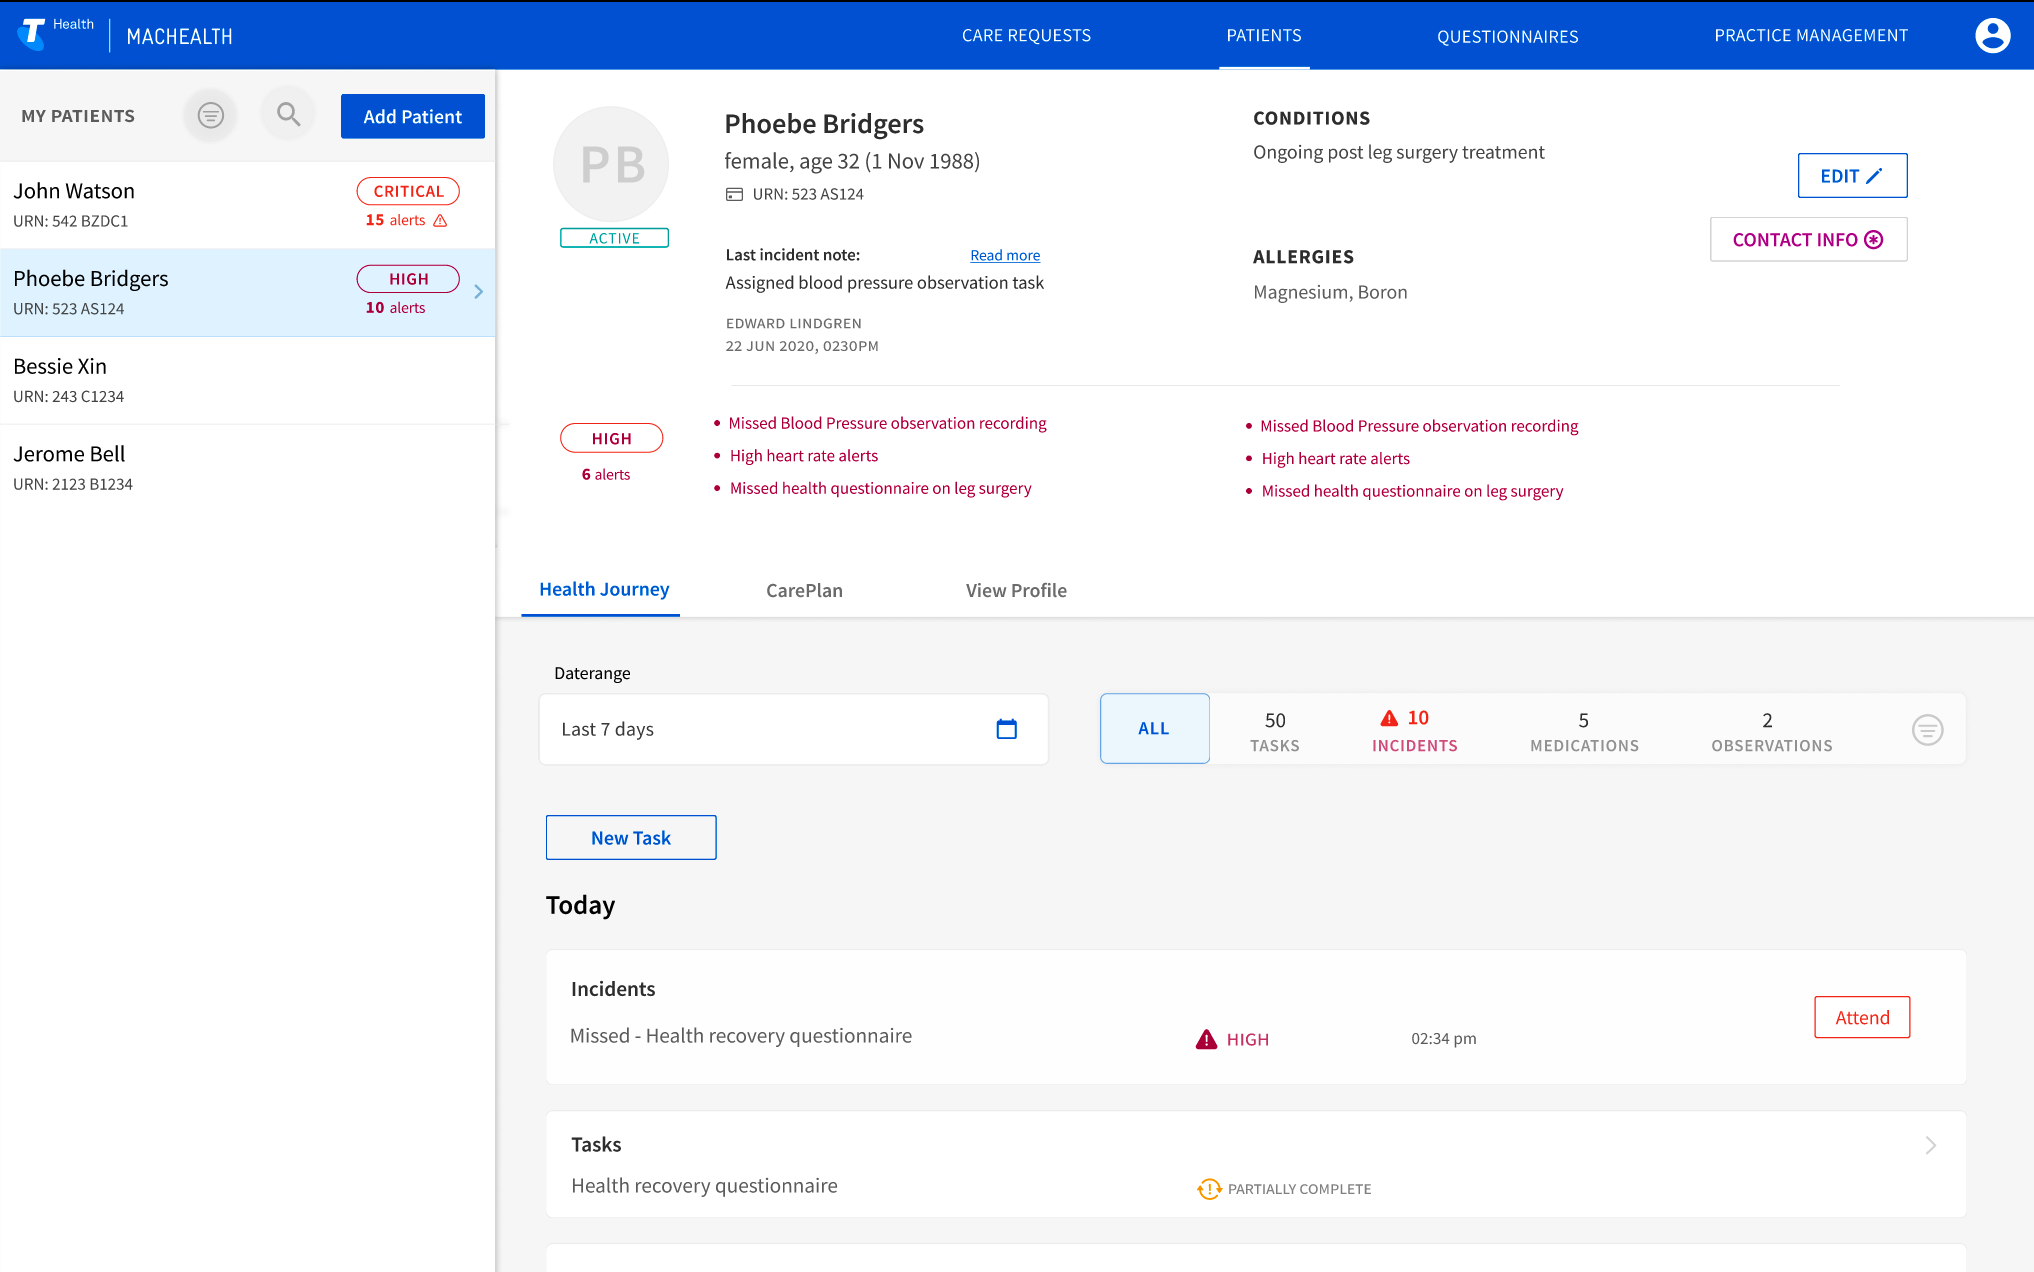 T Health | MACHEALTH
CARE REQUESTS
PATIENTS
QUESTIONNAIRES
PRACTICE MANAGEMENT
MY PATIENTS
Add Patient
John Watson
CRITICAL
URN: 542 BZDC1
15 alerts
Phoebe Bridgers
HIGH
URN: 523 AS124
10 alerts
Bessie Xin
URN: 243 C1234
Jerome Bell
URN: 2123 B1234
PB
ACTIVE
Phoebe Bridgers
female, age 32 (1 Nov 1988)
URN: 523 AS124
Last incident note:
Read more
Assigned blood pressure observation task
EDWARD LINDGREN
22 JUN 2020, 0230PM
CONDITIONS
Ongoing post leg surgery treatment
ALLERGIES
Magnesium, Boron
EDIT
CONTACT INFO
HIGH
6 alerts
• Missed Blood Pressure observation recording
• High heart rate alerts
• Missed health questionnaire on leg surgery
• Missed Blood Pressure observation recording
• High heart rate alerts
• Missed health questionnaire on leg surgery
Health Journey
CarePlan
View Profile
Daterange
Last 7 days
ALL
50
TASKS
10
INCIDENTS
5
MEDICATIONS
2
OBSERVATIONS
New Task
Today
Incidents
Missed - Health recovery questionnaire
HIGH
02:34 pm
Attend
Tasks
Health recovery questionnaire
PARTIALLY COMPLETE